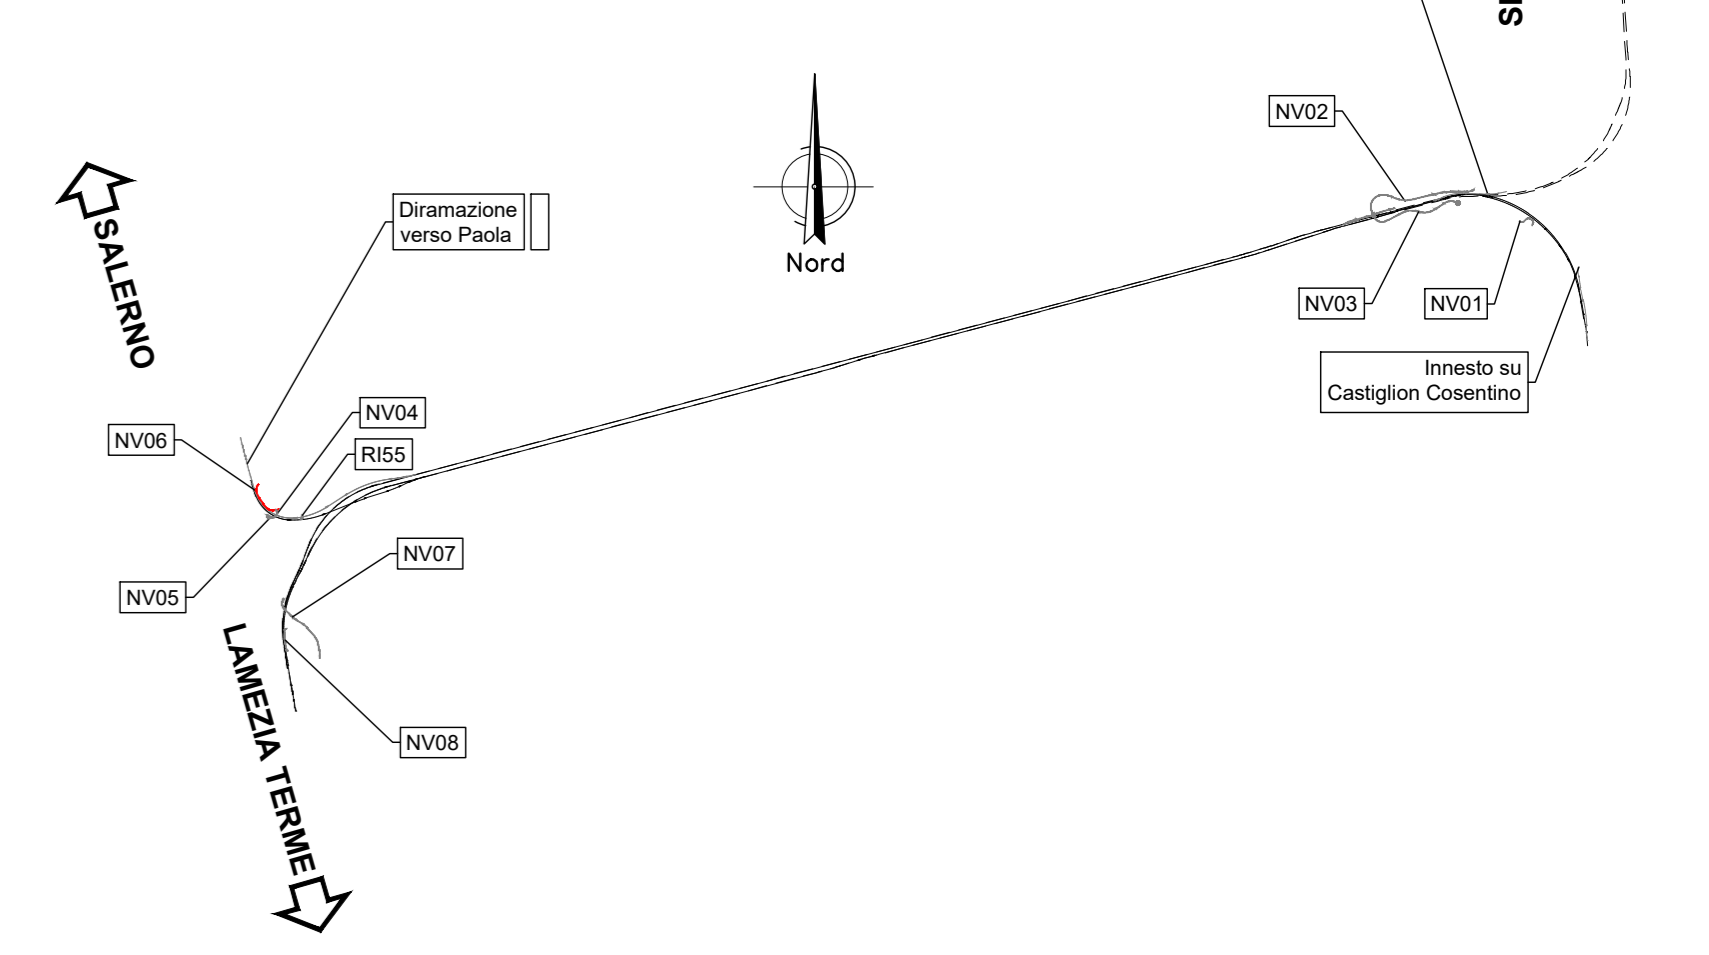 NV02
Diramazione
verso Paola
SALERNO
Nord
NV03
NV01
Innesto su
Castiglion Cosentino
NV04
NV06
RI55
NV07
NV05
LAMEZIA TERME
NV08